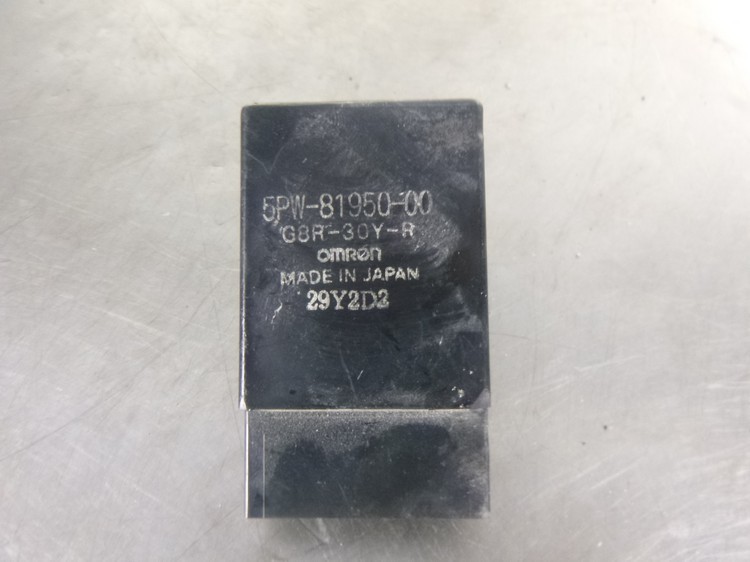 5PW-81950-00
G8R-30Y-R
OMRON
MADE IN JAPAN
29Y2D2